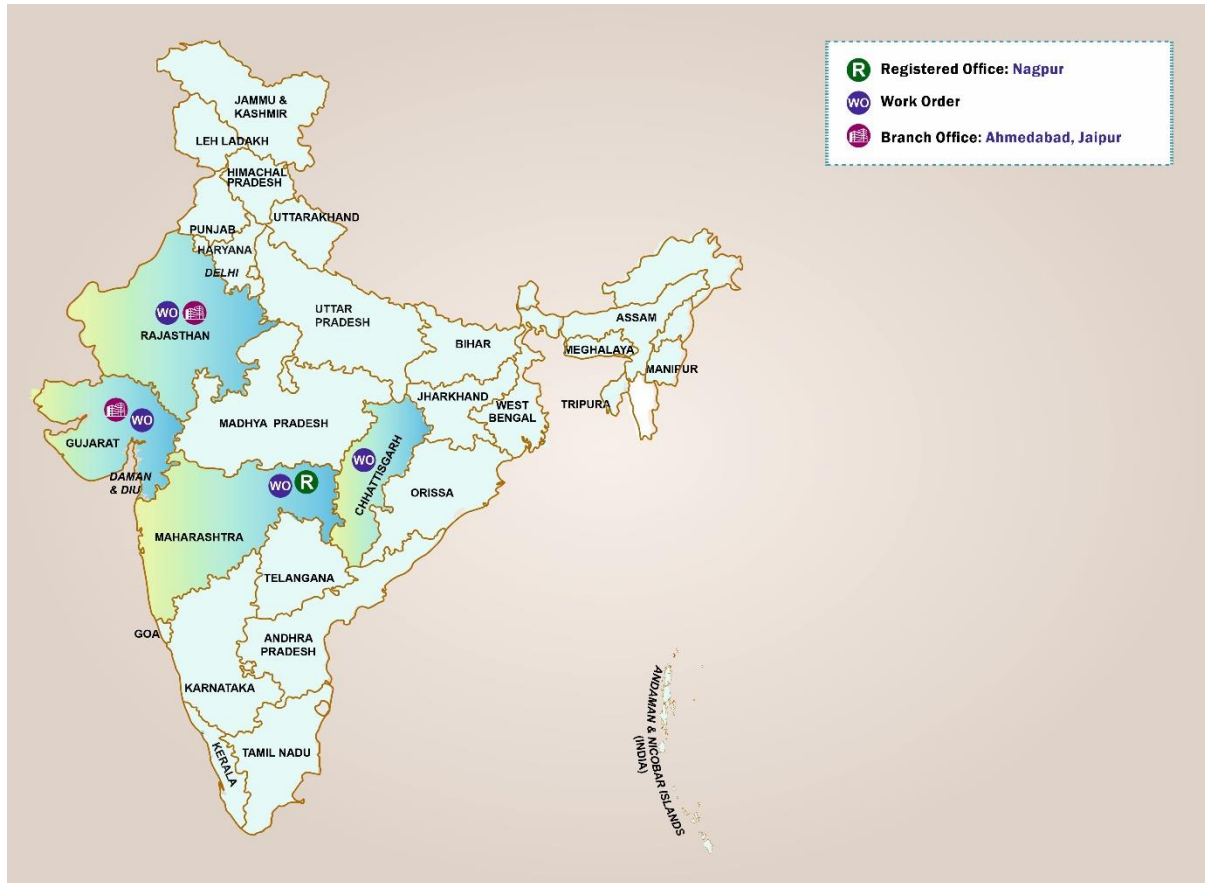 R Registered Office: Nagpur
WO Work Order
Branch Office: Ahmedabad, Jaipur
JAMMU &
KASHMIR
LEH LADAKH
HIMACHAL
PRADESH
PUNJAB
UTTARAKHAND
HARYANA
DELHI
WO
RAJASTHAN
UTTAR
PRADESH
BIHAR
ASSAM
MEGHALAYA
MANIPUR
TRIPURA
JHARKHAND
WEST
BENGAL
WO
GUJARAT
DAMAN
& DIU
MADHYA PRADESH
WO
CHHATTISGARH
ORISSA
WO R
MAHARASHTRA
TELANGANA
GOA
ANDHRA
PRADESH
KARNATAKA
KERALA
TAMIL NADU
ANDAMAN & NICOBAR ISLANDS
(INDIA)